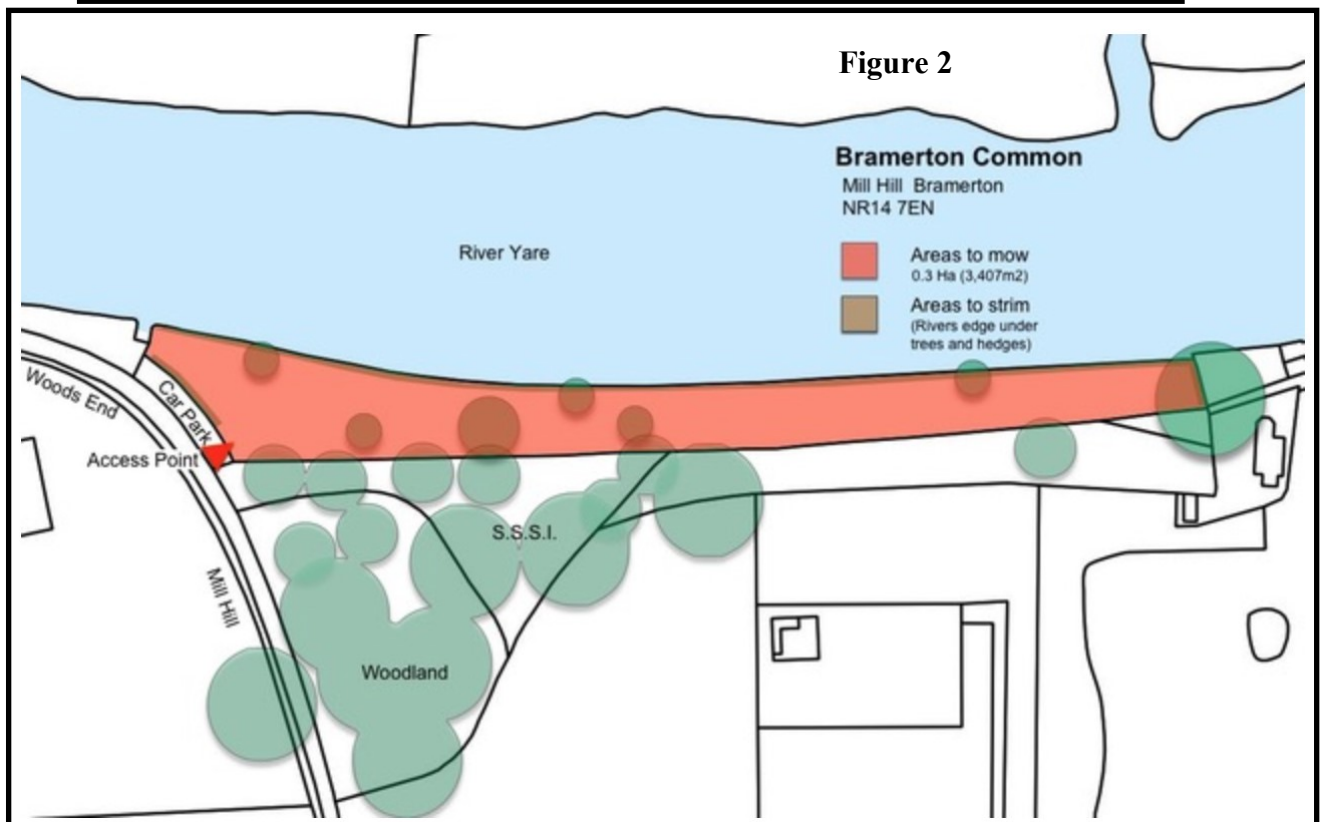 Figure 2
Bramerton Common
Mill Hill Bramerton
NR14 7EN
River Yare
Areas to mow
0.3 Ha (3,407m2)
Areas to strim
(Rivers edge under
trees and hedges)
Woods End
Car Park
Access Point
S.S.S.I.
Mill Hill
Woodland